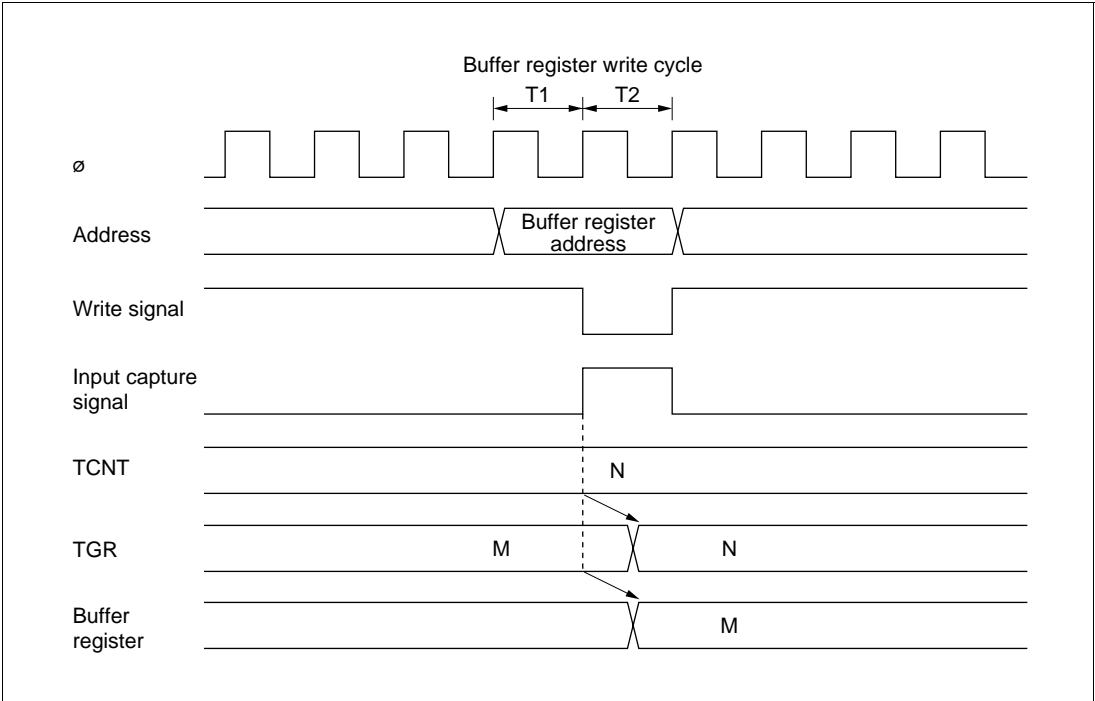 Buffer register write cycle
T1 T2
ø
Address
Buffer register
address
Write signal
Input capture
signal
TCNT
N
TGR
M
N
Buffer
register
M